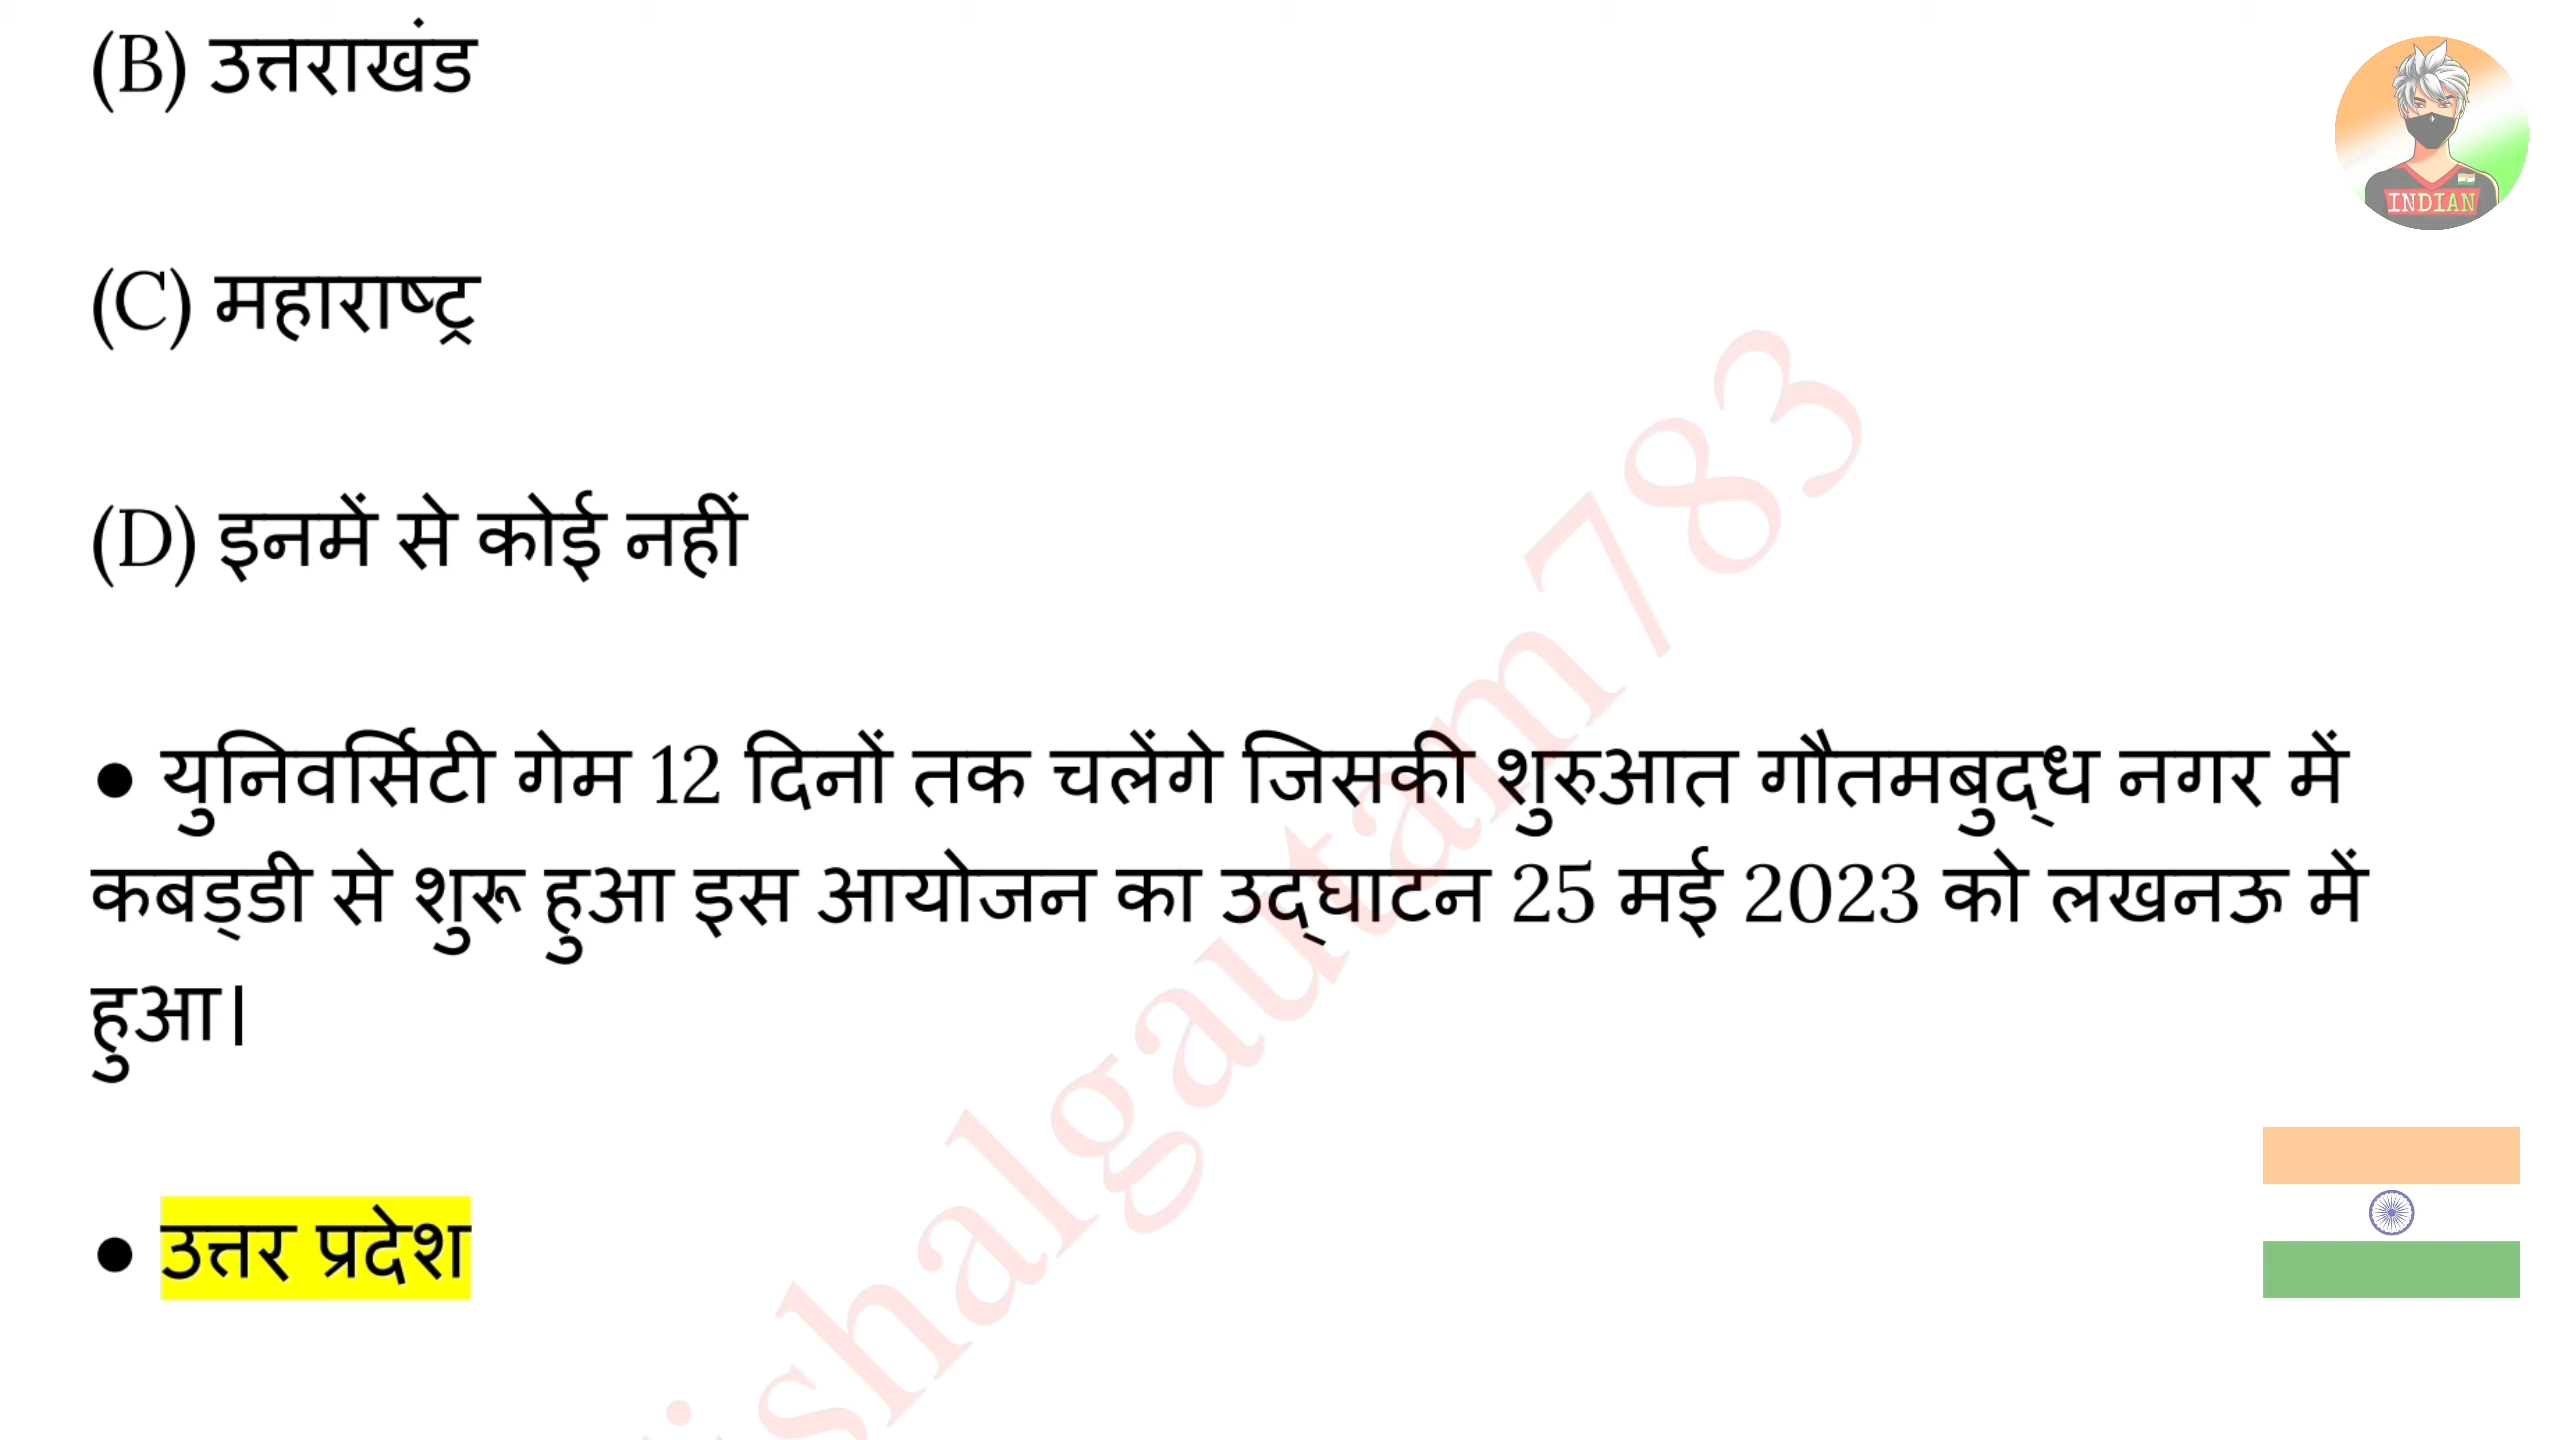 (B) उत्तराखंड
(C) महाराष्ट्र
(D) इनमें से कोई नहीं
● युनिवर्सिटी गेम 12 दिनों तक चलेंगे जिसकी शुरुआत गौतमबुद्ध नगर में
कबड्डी से शुरू हुआ इस आयोजन का उद्घाटन 25 मई 2023 को लखनऊ में
हुआ।
● उत्तर प्रदेश
INDIAN
ishalgautam783